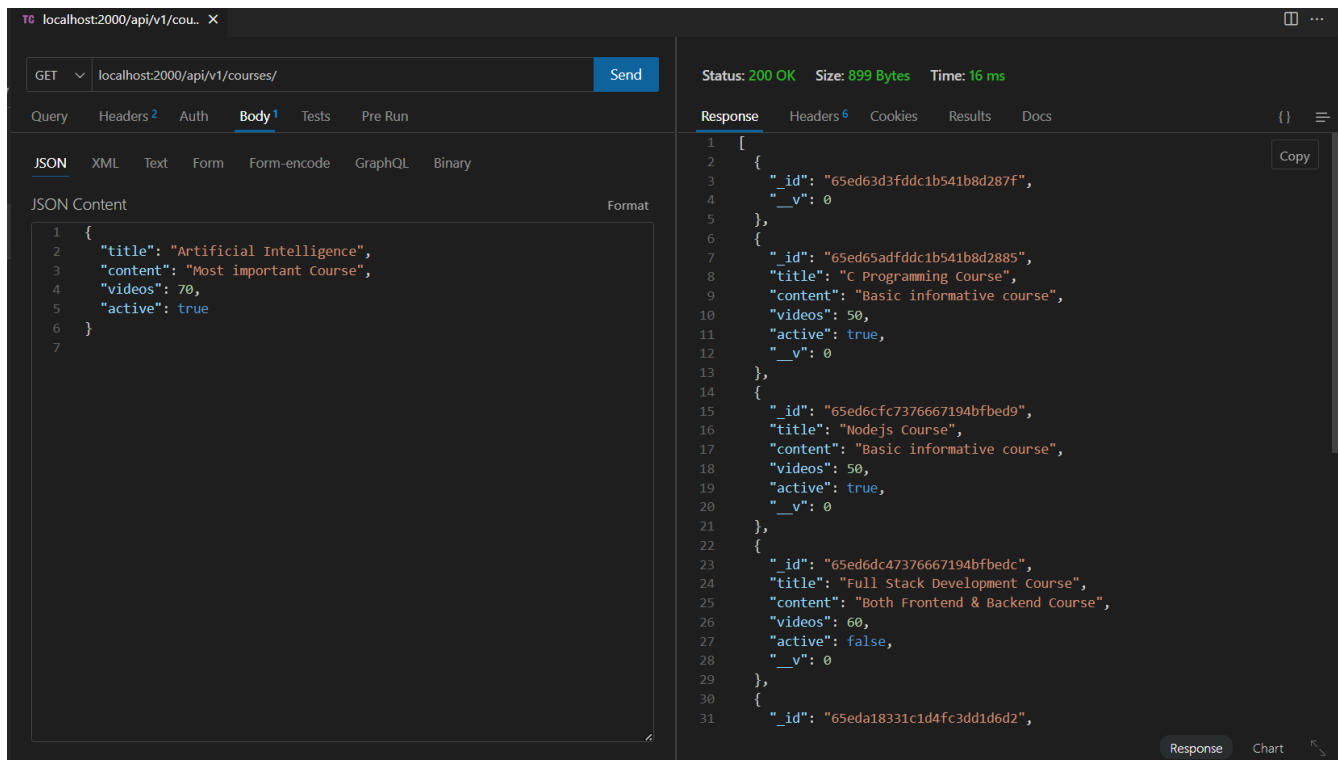 TC localhost:2000/api/v1/cou.. ×
GET localhost:2000/api/v1/courses/ Send
Query Headers 2 Auth Body 1 Tests Pre Run
JSON XML Text Form Form-encode GraphQL Binary
JSON Content Format
1 {
2 "title": "Artificial Intelligence",
3 "content": "Most important Course",
4 "videos": 70,
5 "active": true
6 }
7
Status: 200 OK Size: 899 Bytes Time: 16 ms
Response Headers 6 Cookies Results Docs {}
Copy
1 [
2 {
3 "_id": "65ed63d3fddc1b541b8d287f",
4 "__v": 0
5 },
6 {
7 "_id": "65ed65adfddc1b541b8d2885",
8 "title": "C Programming Course",
9 "content": "Basic informative course",
10 "videos": 50,
11 "active": true,
12 "__v": 0
13 },
14 {
15 "_id": "65ed6cfc7376667194bfbed9",
16 "title": "Nodejs Course",
17 "content": "Basic informative course",
18 "videos": 50,
19 "active": true,
20 "__v": 0
21 },
22 {
23 "_id": "65ed6dc47376667194bfbedc",
24 "title": "Full Stack Development Course",
25 "content": "Both Frontend & Backend Course",
26 "videos": 60,
27 "active": false,
28 "__v": 0
29 },
30 {
31 "_id": "65eda18331c1d4fc3dd1d6d2",
Response Chart